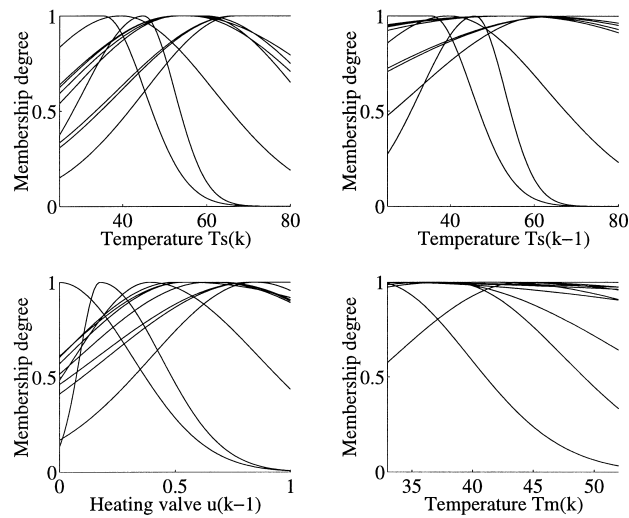 1
0.5
0
Membership degree
40 60 80
Temperature Ts(k)
1
0.5
0
Membership degree
40 60 80
Temperature Ts(k−1)
1
0.5
0
Membership degree
0 0.5 1
Heating valve u(k−1)
1
0.5
0
Membership degree
35 40 45 50
Temperature Tm(k)